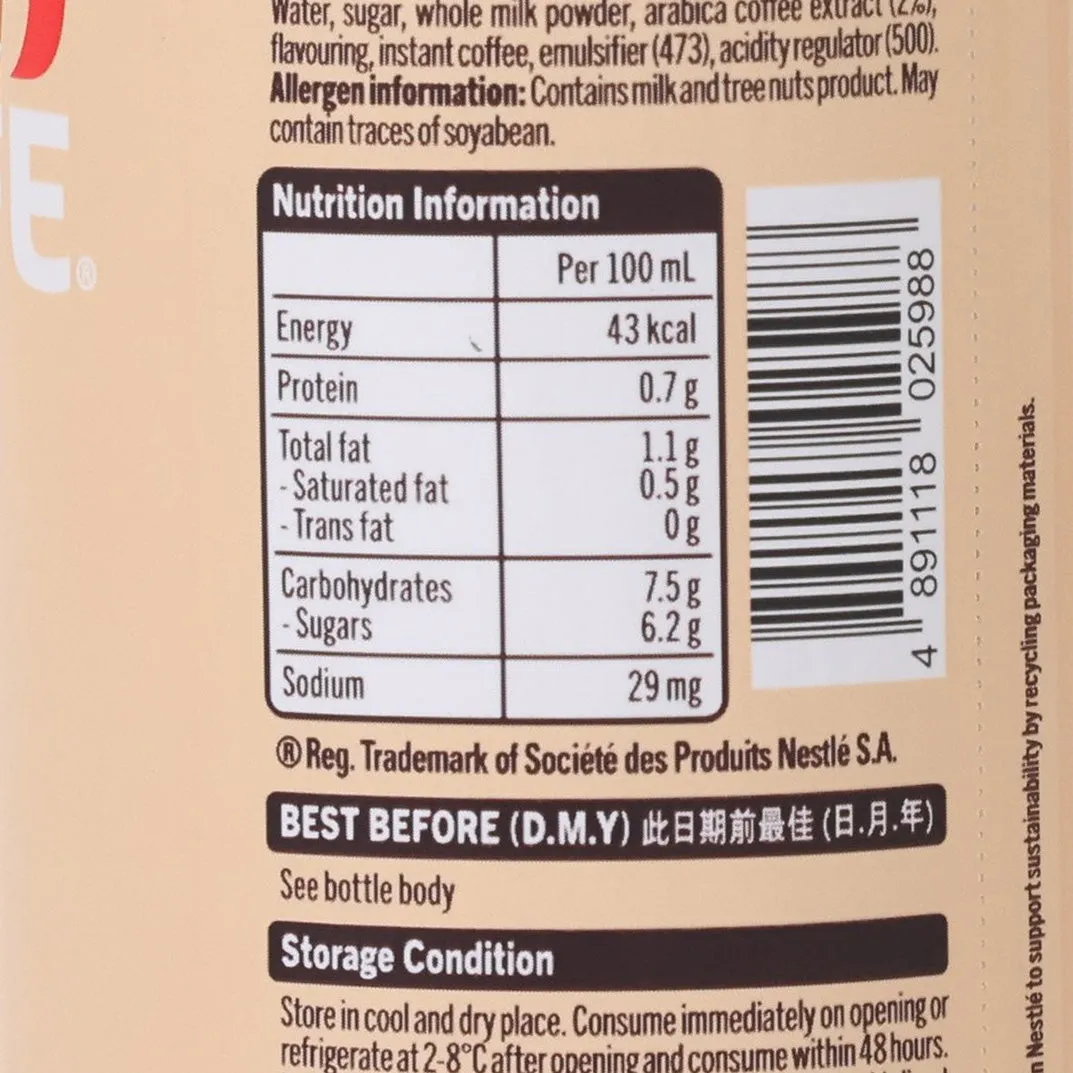 Water, sugar, whole milk powder, arabica coffee extract (2%),
flavouring, instant coffee, emulsifier (473), acidity regulator (500).
Allergen information: Contains milk and tree nuts product. May
contain traces of soyabean.
Nutrition Information
Per 100 mL
Energy 43 kcal
Protein 0.7 g
Total fat 1.1 g
- Saturated fat 0.5 g
- Trans fat 0 g
Carbohydrates 7.5 g
- Sugars 6.2 g
Sodium 29 mg
® Reg. Trademark of Société des Produits Nestlé S.A.
BEST BEFORE (D.M.Y) 此日期前最佳 (日.月.年)
See bottle body
Storage Condition
Store in cool and dry place. Consume immediately on opening or
refrigerate at 2-8°C after opening and consume within 48 hours.
4 891118 025988
Nestlé to support sustainability by recycling packaging materials.
E®